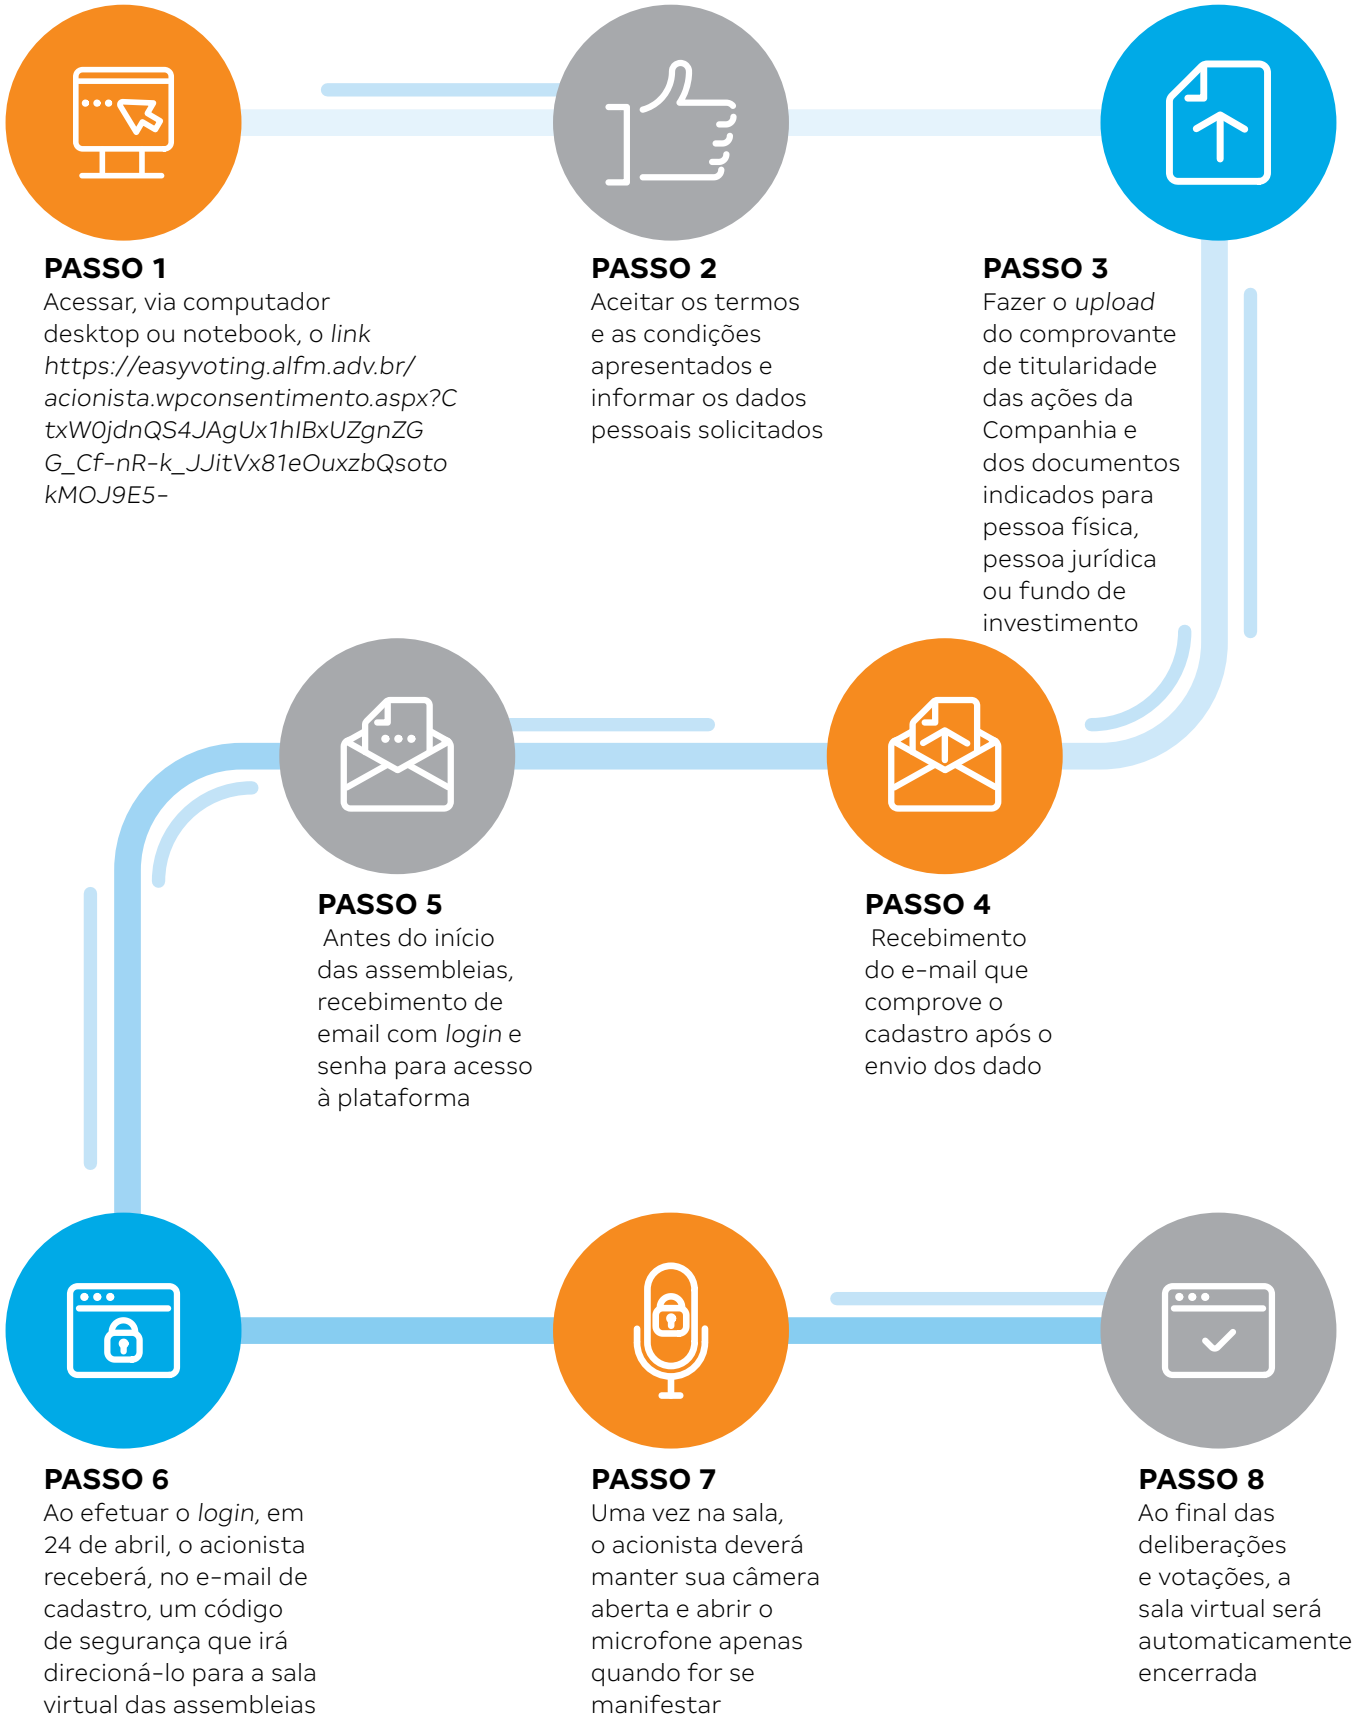 PASSO 1
Acessar, via computador
desktop ou notebook, o link
https://easyvoting.alfm.adv.br/
acionista.wpconsentimento.aspx?C
txW0jdnQS4JAgUx1hIBxUZgnZG
G_Cf-nR-k_JJitVx81eOuxzbQsoto
kMOJ9E5-
PASSO 2
Aceitar os termos
e as condições
apresentados e
informar os dados
pessoais solicitados
PASSO 3
Fazer o upload
do comprovante
de titularidade
das ações da
Companhia e
dos documentos
indicados para
pessoa física,
pessoa jurídica
ou fundo de
investimento
PASSO 4
Recebimento
do e-mail que
comprove o
cadastro após o
envio dos dado
PASSO 5
Antes do início
das assembleias,
recebimento de
email com login e
senha para acesso
à plataforma
PASSO 6
Ao efetuar o login, em
24 de abril, o acionista
receberá, no e-mail de
cadastro, um código
de segurança que irá
direcioná-lo para a sala
virtual das assembleias
PASSO 7
Uma vez na sala,
o acionista deverá
manter sua câmera
aberta e abrir o
microfone apenas
quando for se
manifestar
PASSO 8
Ao final das
deliberações
e votações, a
sala virtual será
automaticamente
encerrada